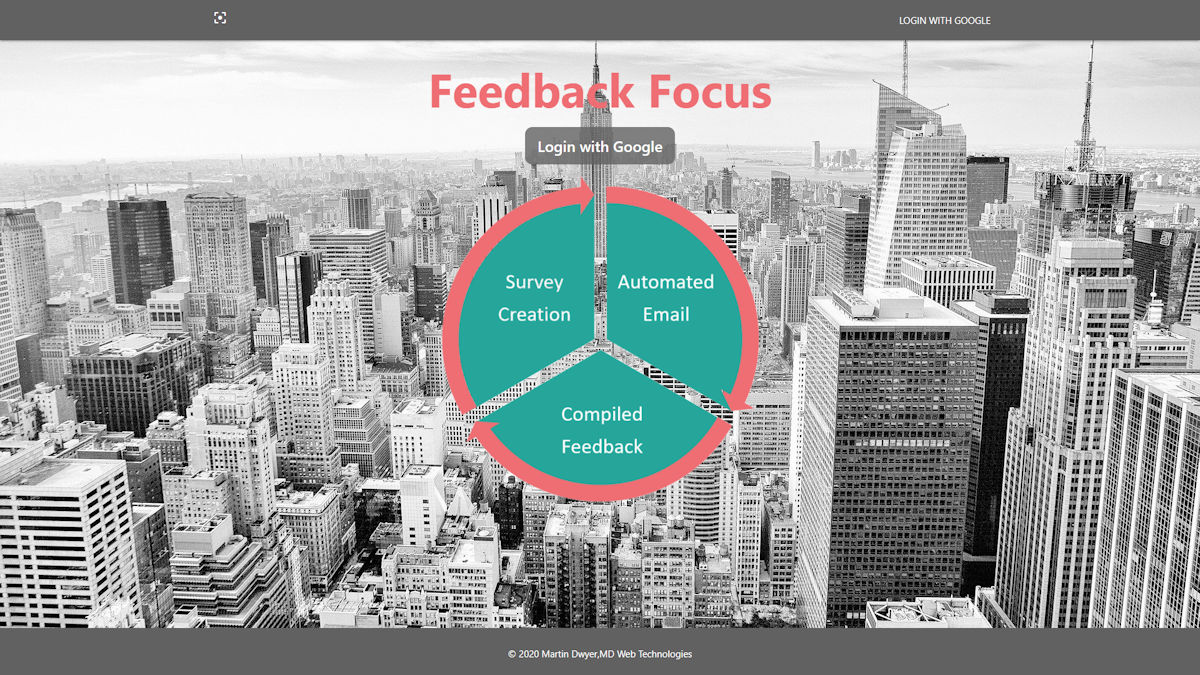 LOGIN WITH GOOGLE
Feedback Focus
Login with Google
Survey
Creation
Automated
Email
Compiled
Feedback
© 2020 Martin Dwyer,MD Web Technologies